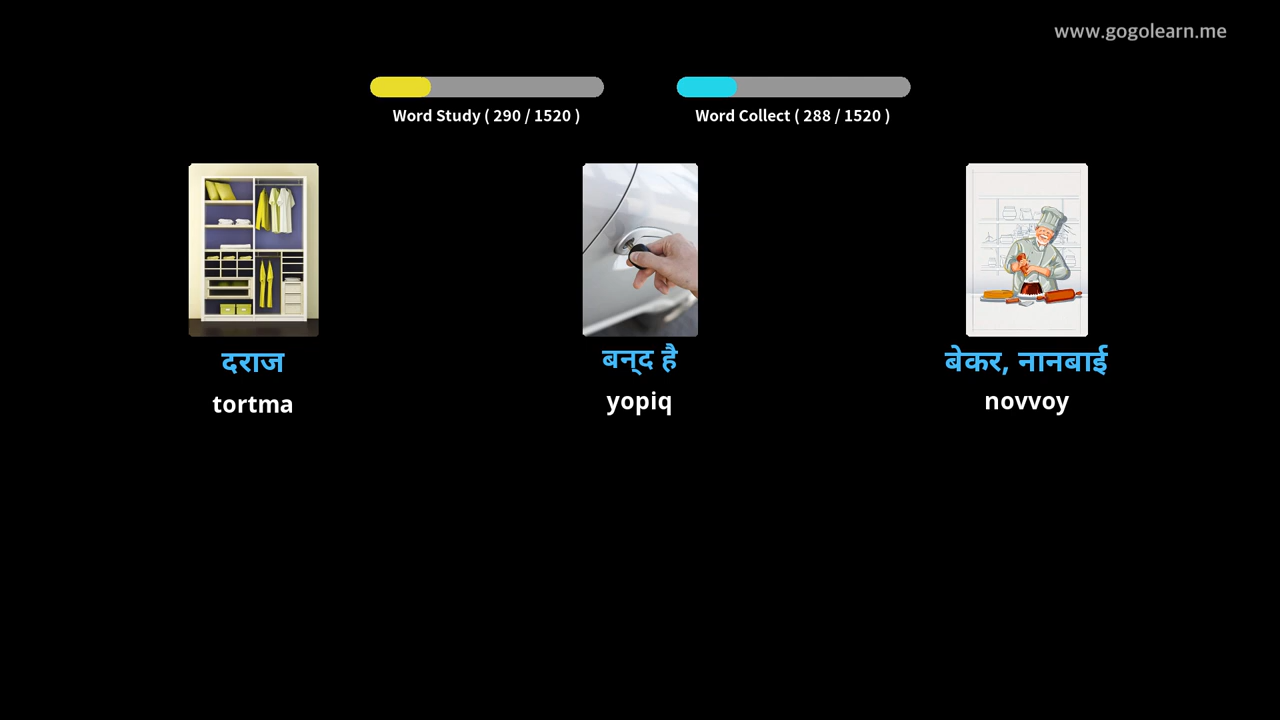 www.gogolearn.me
Word Study ( 290 / 1520 )
Word Collect ( 288 / 1520 )
दराज
बन्‌द है
बेकर, नानबाई
tortma
yopiq
novvoy